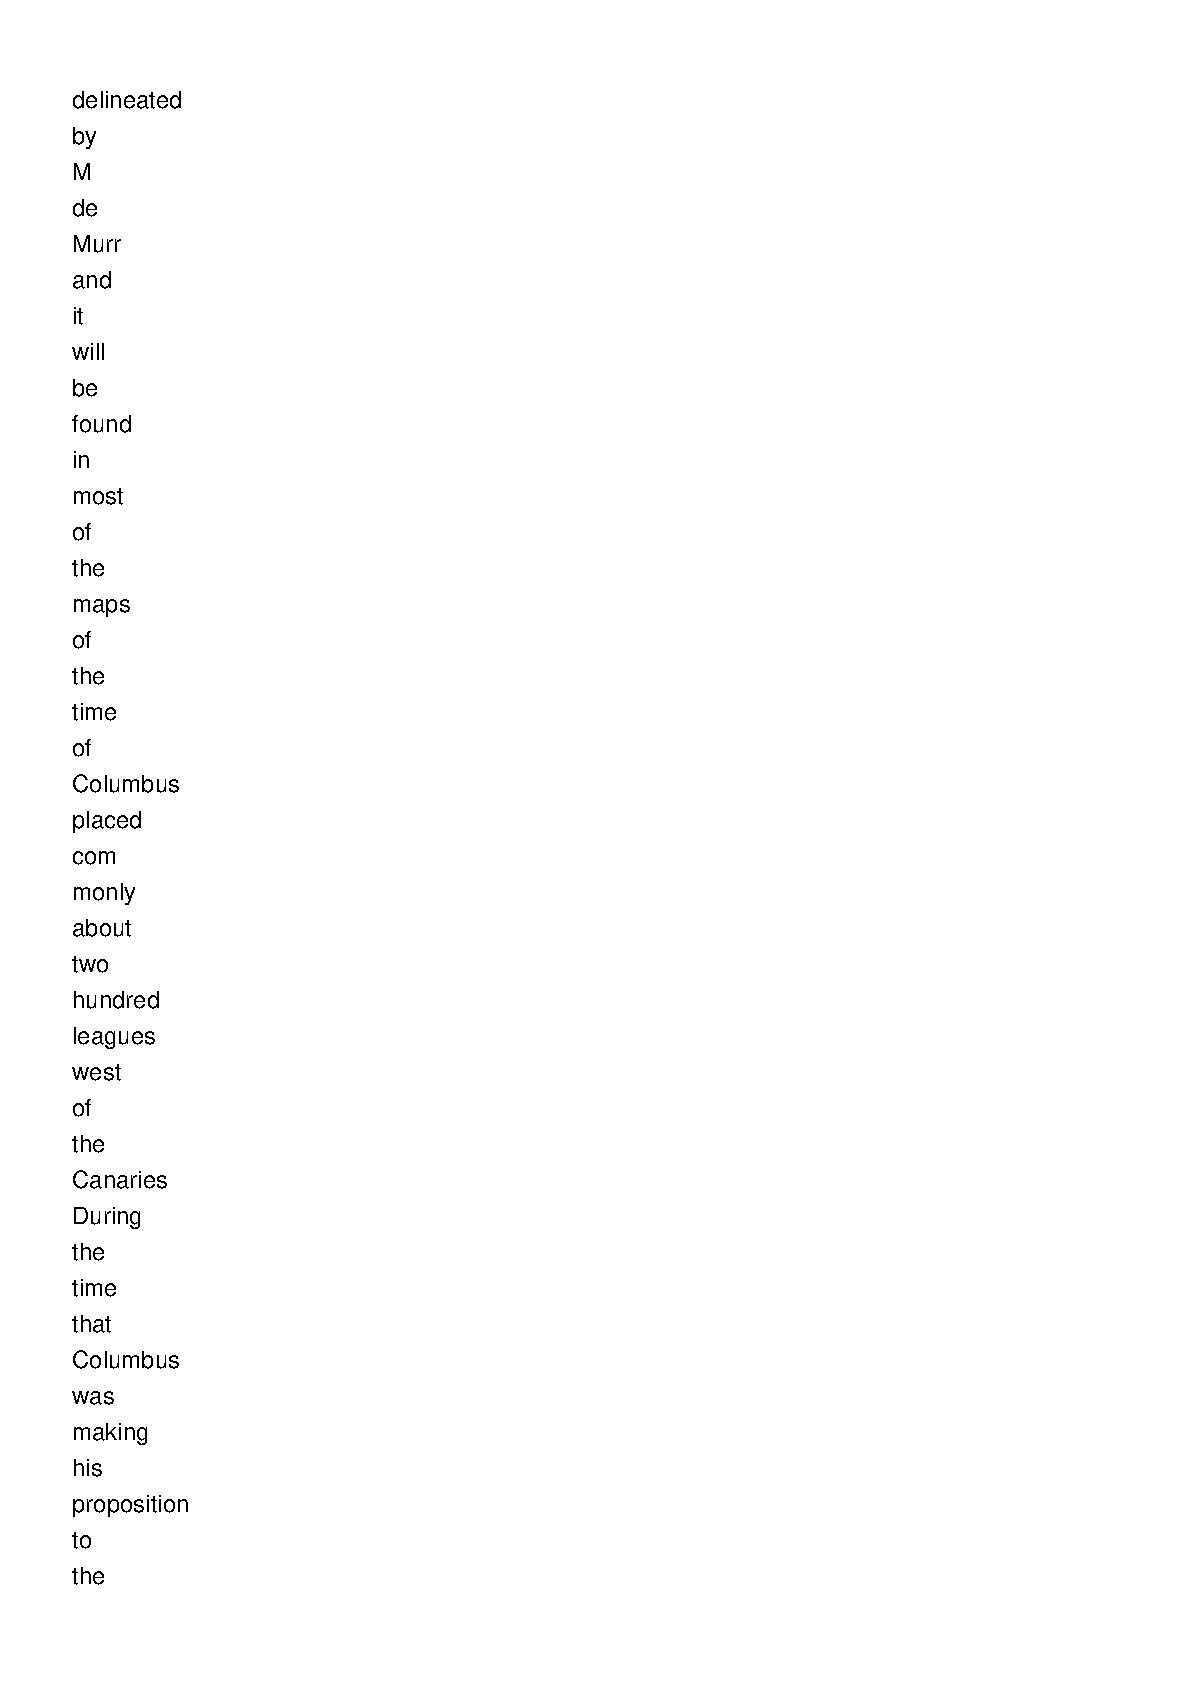 delineated
by
M
de
Murr
and
it
will
be
found
in
most
of
the
maps
of
the
time
of
Columbus
placed
com
monly
about
two
hundred
leagues
west
of
the
Canaries
During
the
time
that
Columbus
was
making
his
proposition
to
the